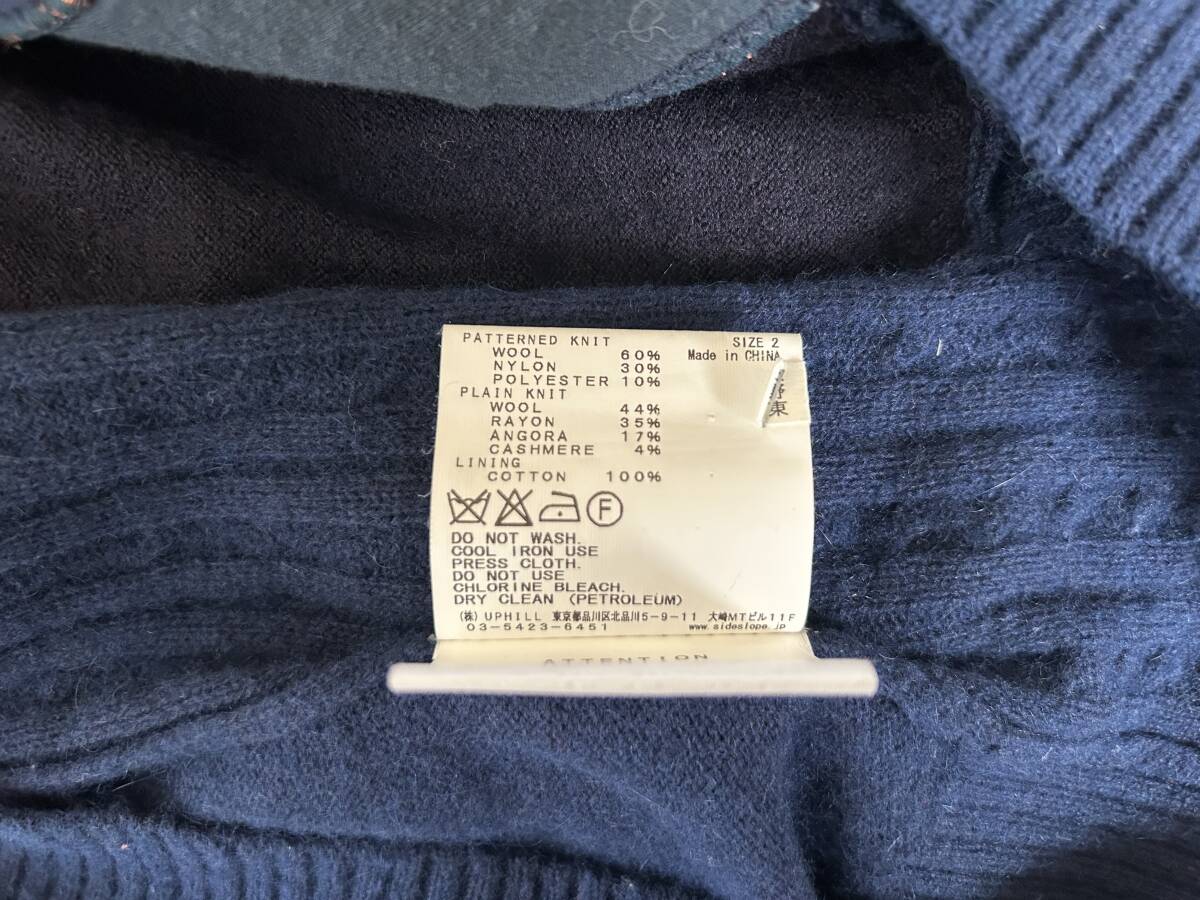 PATTERNED KNIT SIZE 2
WOOL 60% Made in CHINA
NYLON 30%
POLYESTER 10%
PLAIN KNIT
WOOL 44%
RAYON 35%
ANGORA 17%
CASHMERE 4%
LINING
COTTON 100%
東
F
DO NOT WASH.
COOL IRON USE
PRESS CLOTH.
DO NOT USE
CHLORINE BLEACH.
DRY CLEAN (PETROLEUM)
(株) UPHILL 東京都品川区北品川5-9-11 大崎MTビル11F
03-5423-6451 www.sideslope.jp
ATTENTION